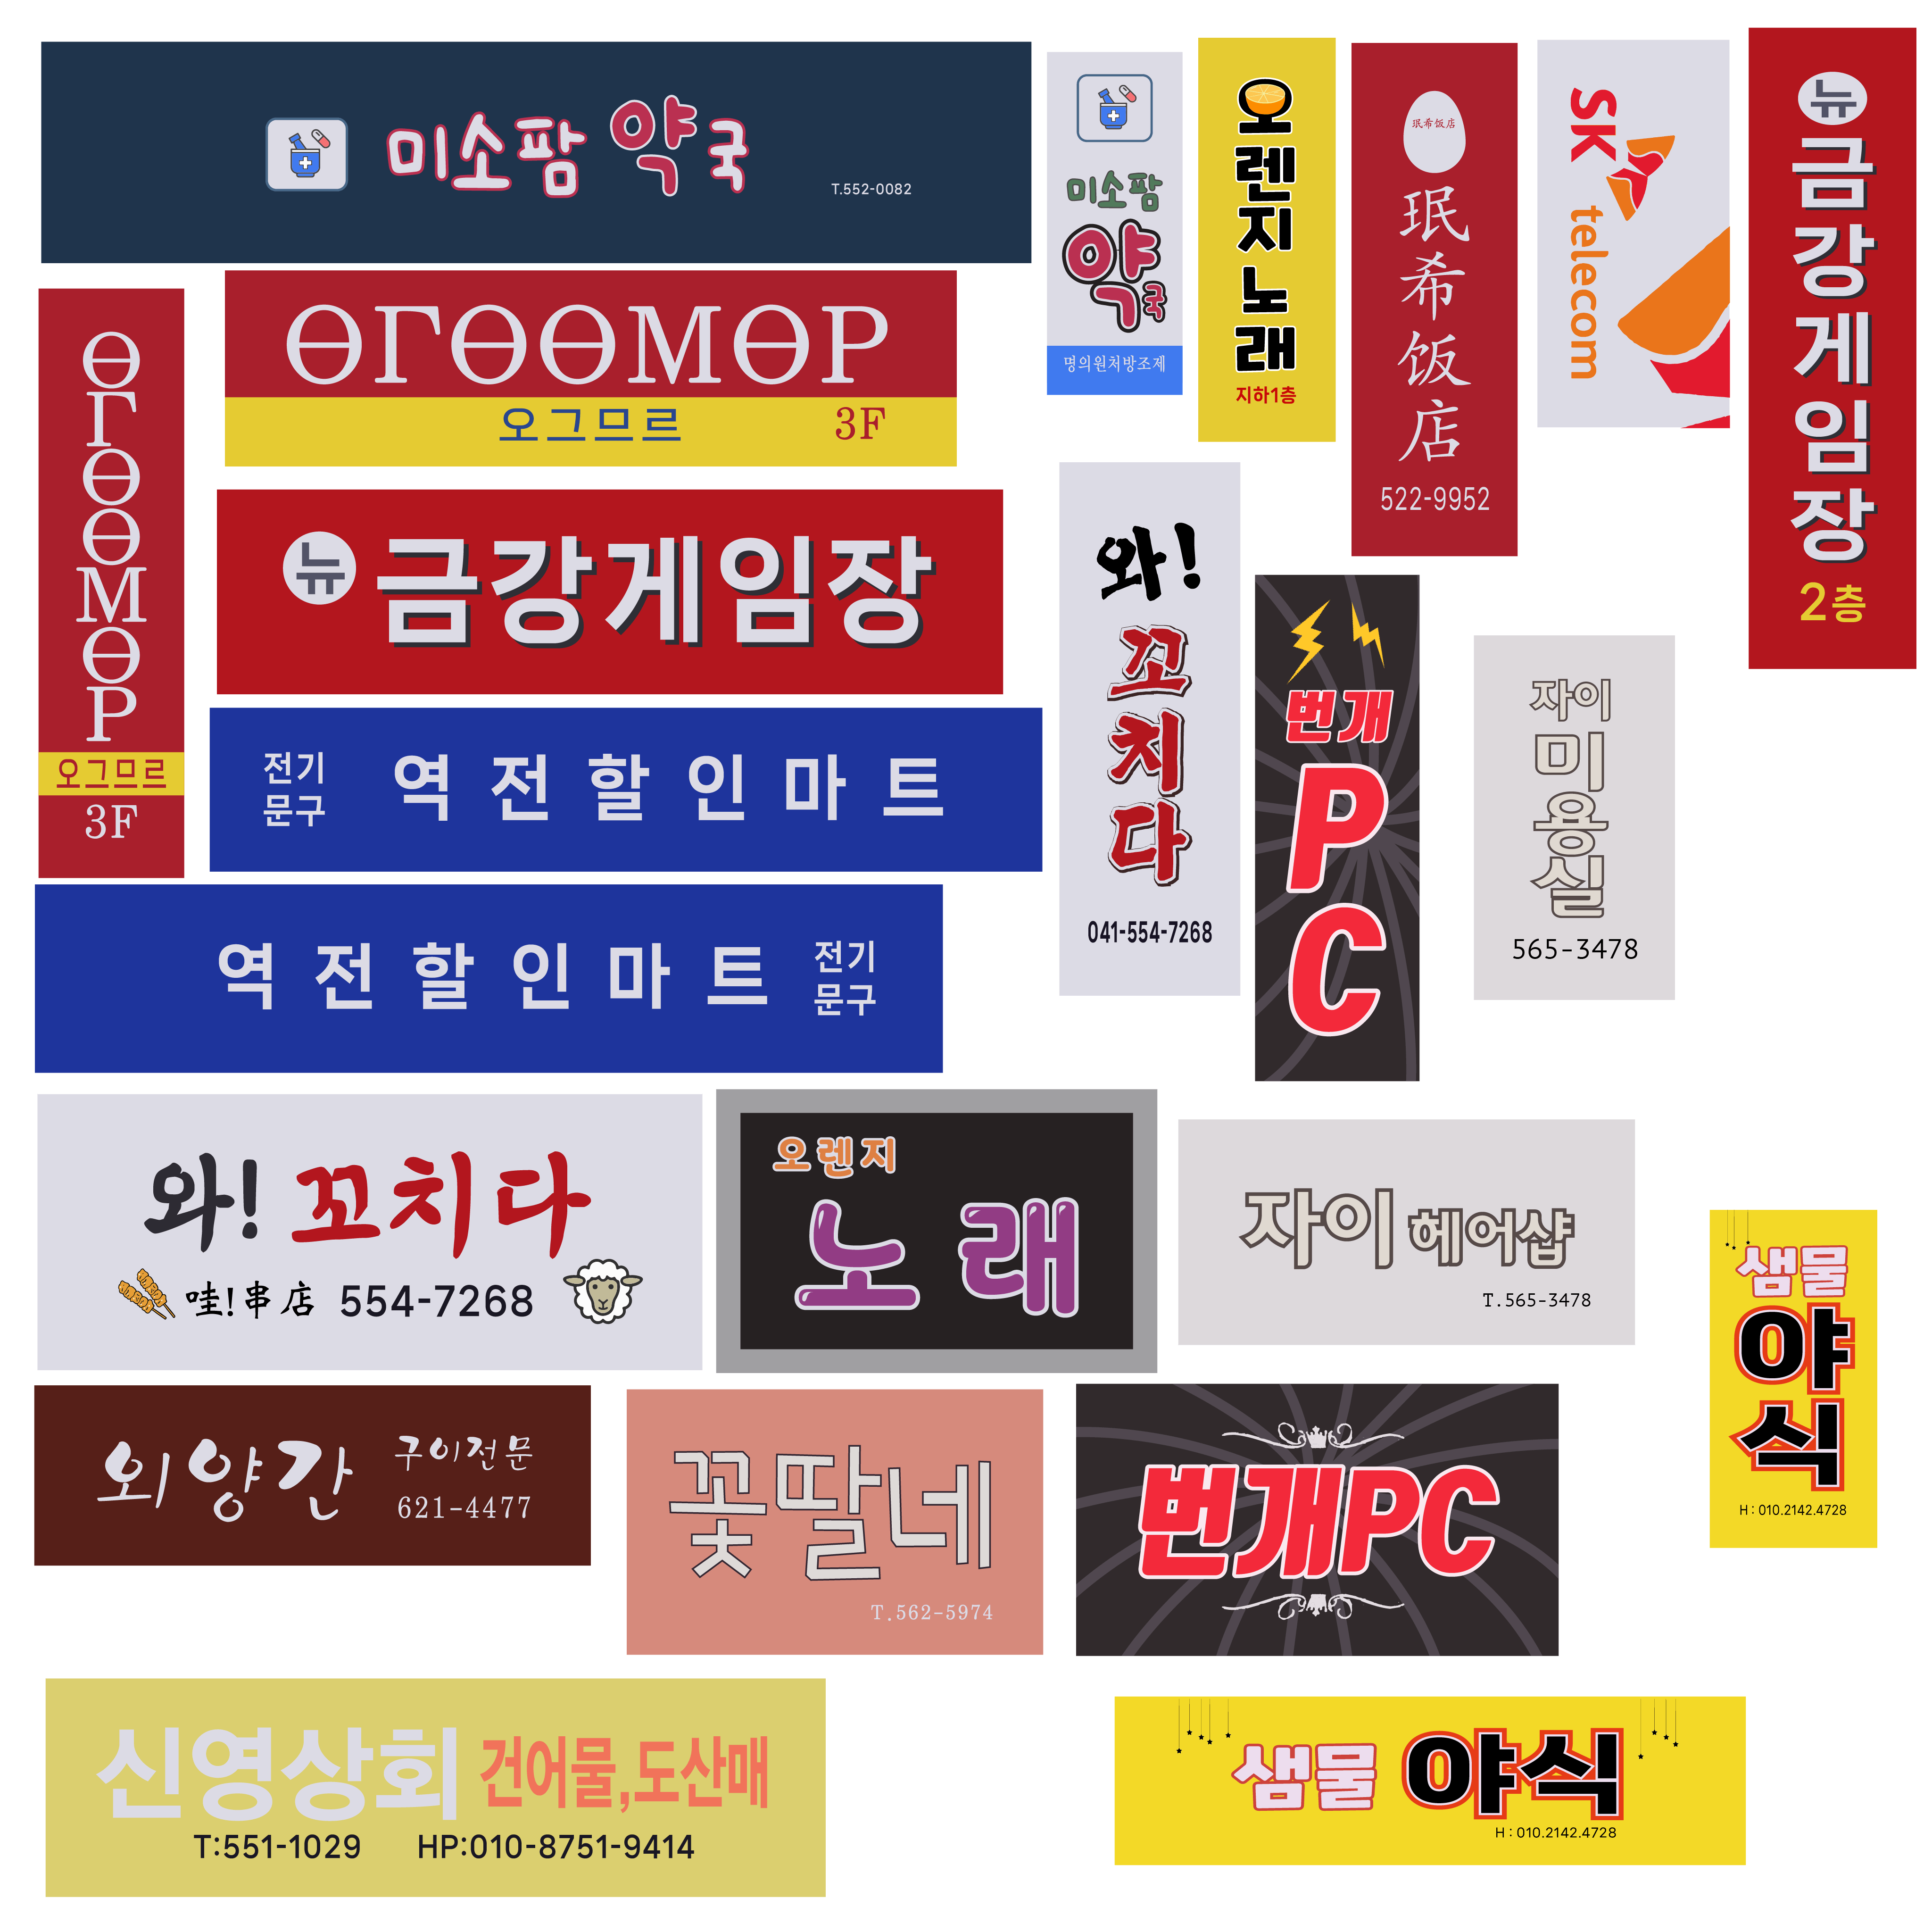 미소팜 약국
T.552-0082
미소팜
약국
명의원처방조제
오렌지노래
지하1층
珉希饭店
珉希饭店
522-9952
SK telecom
뉴 금강게임장
2층
ӨГӨӨМӨР
오그므르
3F
ӨГӨӨМӨР
오그므르 3F
뉴 금강게임장
전기
문구
역전할인마트
역전할인마트
전기
문구
와!
꼬치다
041-554-7268
번개
PC
자이
미용실
565-3478
와! 꼬치다
哇!串店 554-7268
오렌지
노래
자이 헤어샵
T.565-3478
샘물
야식
H : 010.2142.4728
외양간
구이전문
621-4477
꽃딸네
T.562-5974
번개PC
신영상회 건어물,도산매
T:551-1029 HP:010-8751-9414
샘물 야식
H : 010.2142.4728